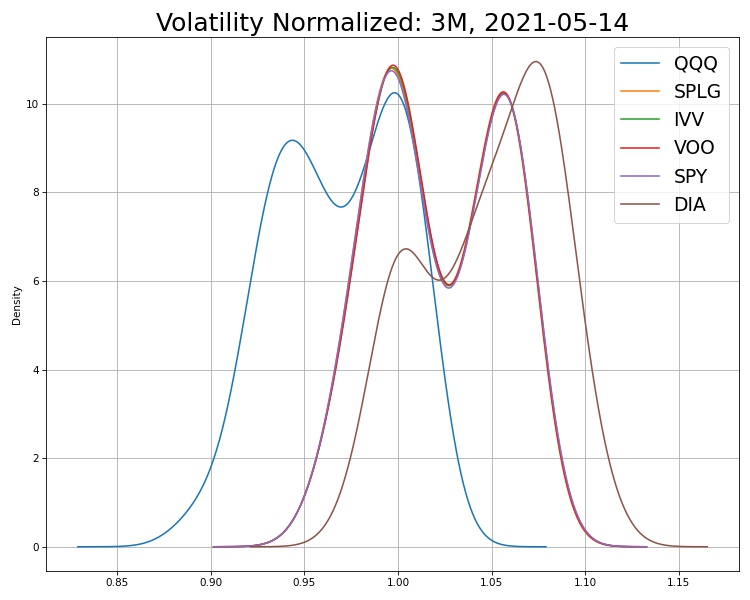 Volatility Normalized: 3M, 2021-05-14
QQQ
SPLG
IVV
VOO
SPY
DIA
Density
10
8
6
4
2
0
0.85 0.90 0.95 1.00 1.05 1.10 1.15